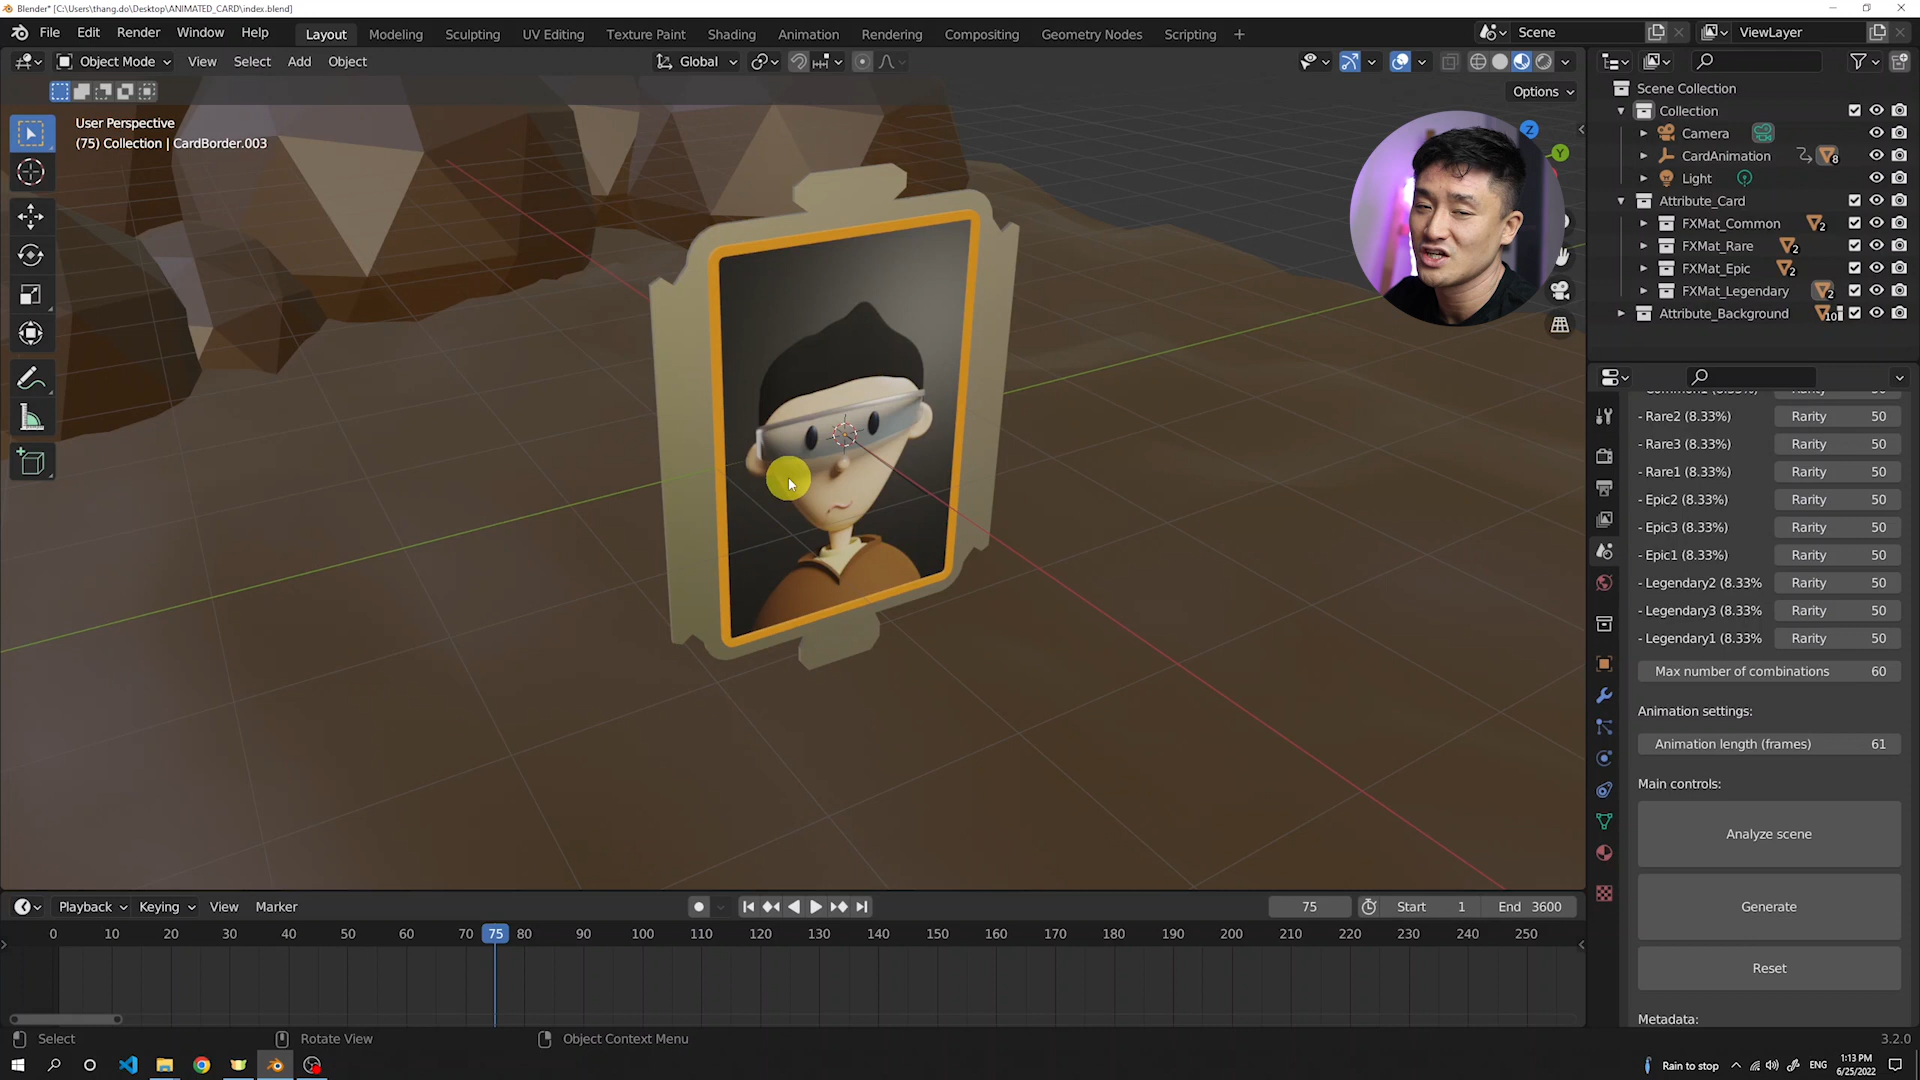 Blender* [C:\Users\thang.do\Desktop\ANIMATED_CARD\index.blend]
File Edit Render Window Help Layout Modeling Sculpting UV Editing Texture Paint Shading Animation Rendering Compositing Geometry Nodes Scripting + Scene ViewLayer
Object Mode View Select Add Object Global
Options
User Perspective
(75) Collection | CardBorder.003
Z
Y
Scene Collection
Collection
Camera
CardAnimation 8
Light
Attribute_Card
FXMat_Common 2
FXMat_Rare 2
FXMat_Epic 2
FXMat_Legendary 2
Attribute_Background 10
- Rare2 (8.33%) Rarity 50
- Rare3 (8.33%) Rarity 50
- Rare1 (8.33%) Rarity 50
- Epic2 (8.33%) Rarity 50
- Epic3 (8.33%) Rarity 50
- Epic1 (8.33%) Rarity 50
- Legendary2 (8.33% Rarity 50
- Legendary3 (8.33% Rarity 50
- Legendary1 (8.33% Rarity 50
Max number of combinations 60
Animation settings:
Animation length (frames) 61
Main controls:
Analyze scene
Generate
Reset
Metadata:
Playback Keying View Marker 75 Start 1 End 3600
0 10 20 30 40 50 60 70 75 80 90 100 110 120 130 140 150 160 170 180 190 200 210 220 230 240 250
Select Rotate View Object Context Menu 3.2.0
Rain to stop ENG 1:13 PM
6/25/2022